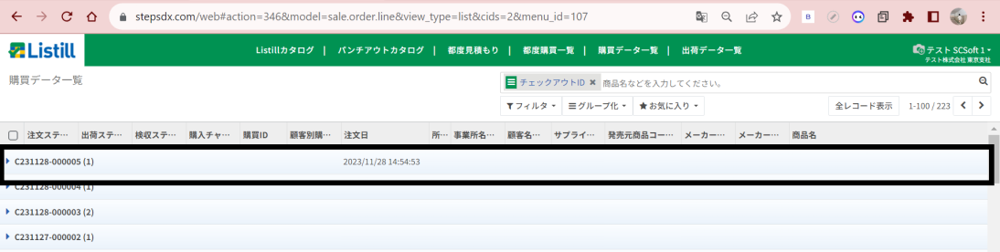 stepsdx.com/web#action=346&model=sale.order.line&view_type=list&cids=2&menu_id=107
Listill
Listillカタログ | パンチアウトカタログ | 都度見積もり | 都度購買一覧 | 購買データ一覧 | 出荷データ一覧
テスト SCSoft 1
テスト株式会社 東京支社
購買データ一覧
チェックアウトID 商品名などを入力してください。
フィルタ グループ化 お気に入り 全レコード表示 1-100 / 223
注文ステ… 出荷ステ… 検収ステ… 購入チャ… 購買ID 顧客別購… 注文日 所… 事業所名… 顧客名… サプライ… 発売元商品コー… メーカー… メーカー… 商品名
C231128-000005 (1) 2023/11/28 14:54:53
C231128-000004 (1)
C231128-000003 (2)
C231127-000002 (1)